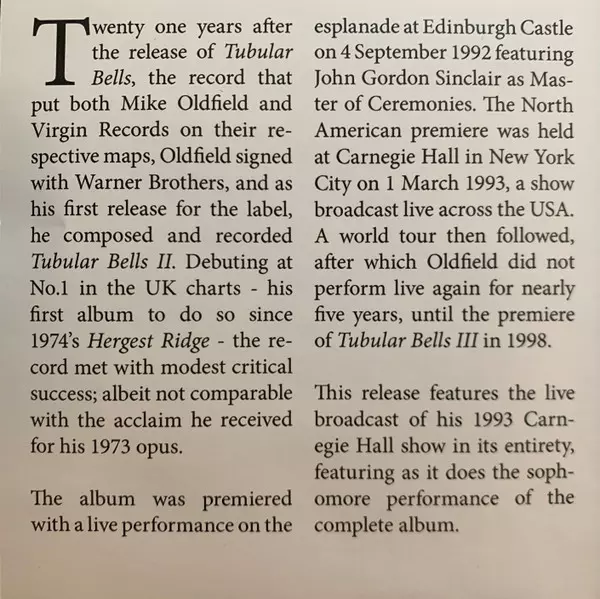 Twenty one years after
the release of Tubular
Bells, the record that
put both Mike Oldfield and
Virgin Records on their re-
spective maps, Oldfield signed
with Warner Brothers, and as
his first release for the label,
he composed and recorded
Tubular Bells II. Debuting at
No.1 in the UK charts - his
first album to do so since
1974's Hergest Ridge - the re-
cord met with modest critical
success; albeit not comparable
with the acclaim he received
for his 1973 opus.

The album was premiered
with a live performance on the
esplanade at Edinburgh Castle
on 4 September 1992 featuring
John Gordon Sinclair as Mas-
ter of Ceremonies. The North
American premiere was held
at Carnegie Hall in New York
City on 1 March 1993, a show
broadcast live across the USA.
A world tour then followed,
after which Oldfield did not
perform live again for nearly
five years, until the premiere
of Tubular Bells III in 1998.

This release features the live
broadcast of his 1993 Carn-
egie Hall show in its entirety,
featuring as it does the soph-
omore performance of the
complete album.